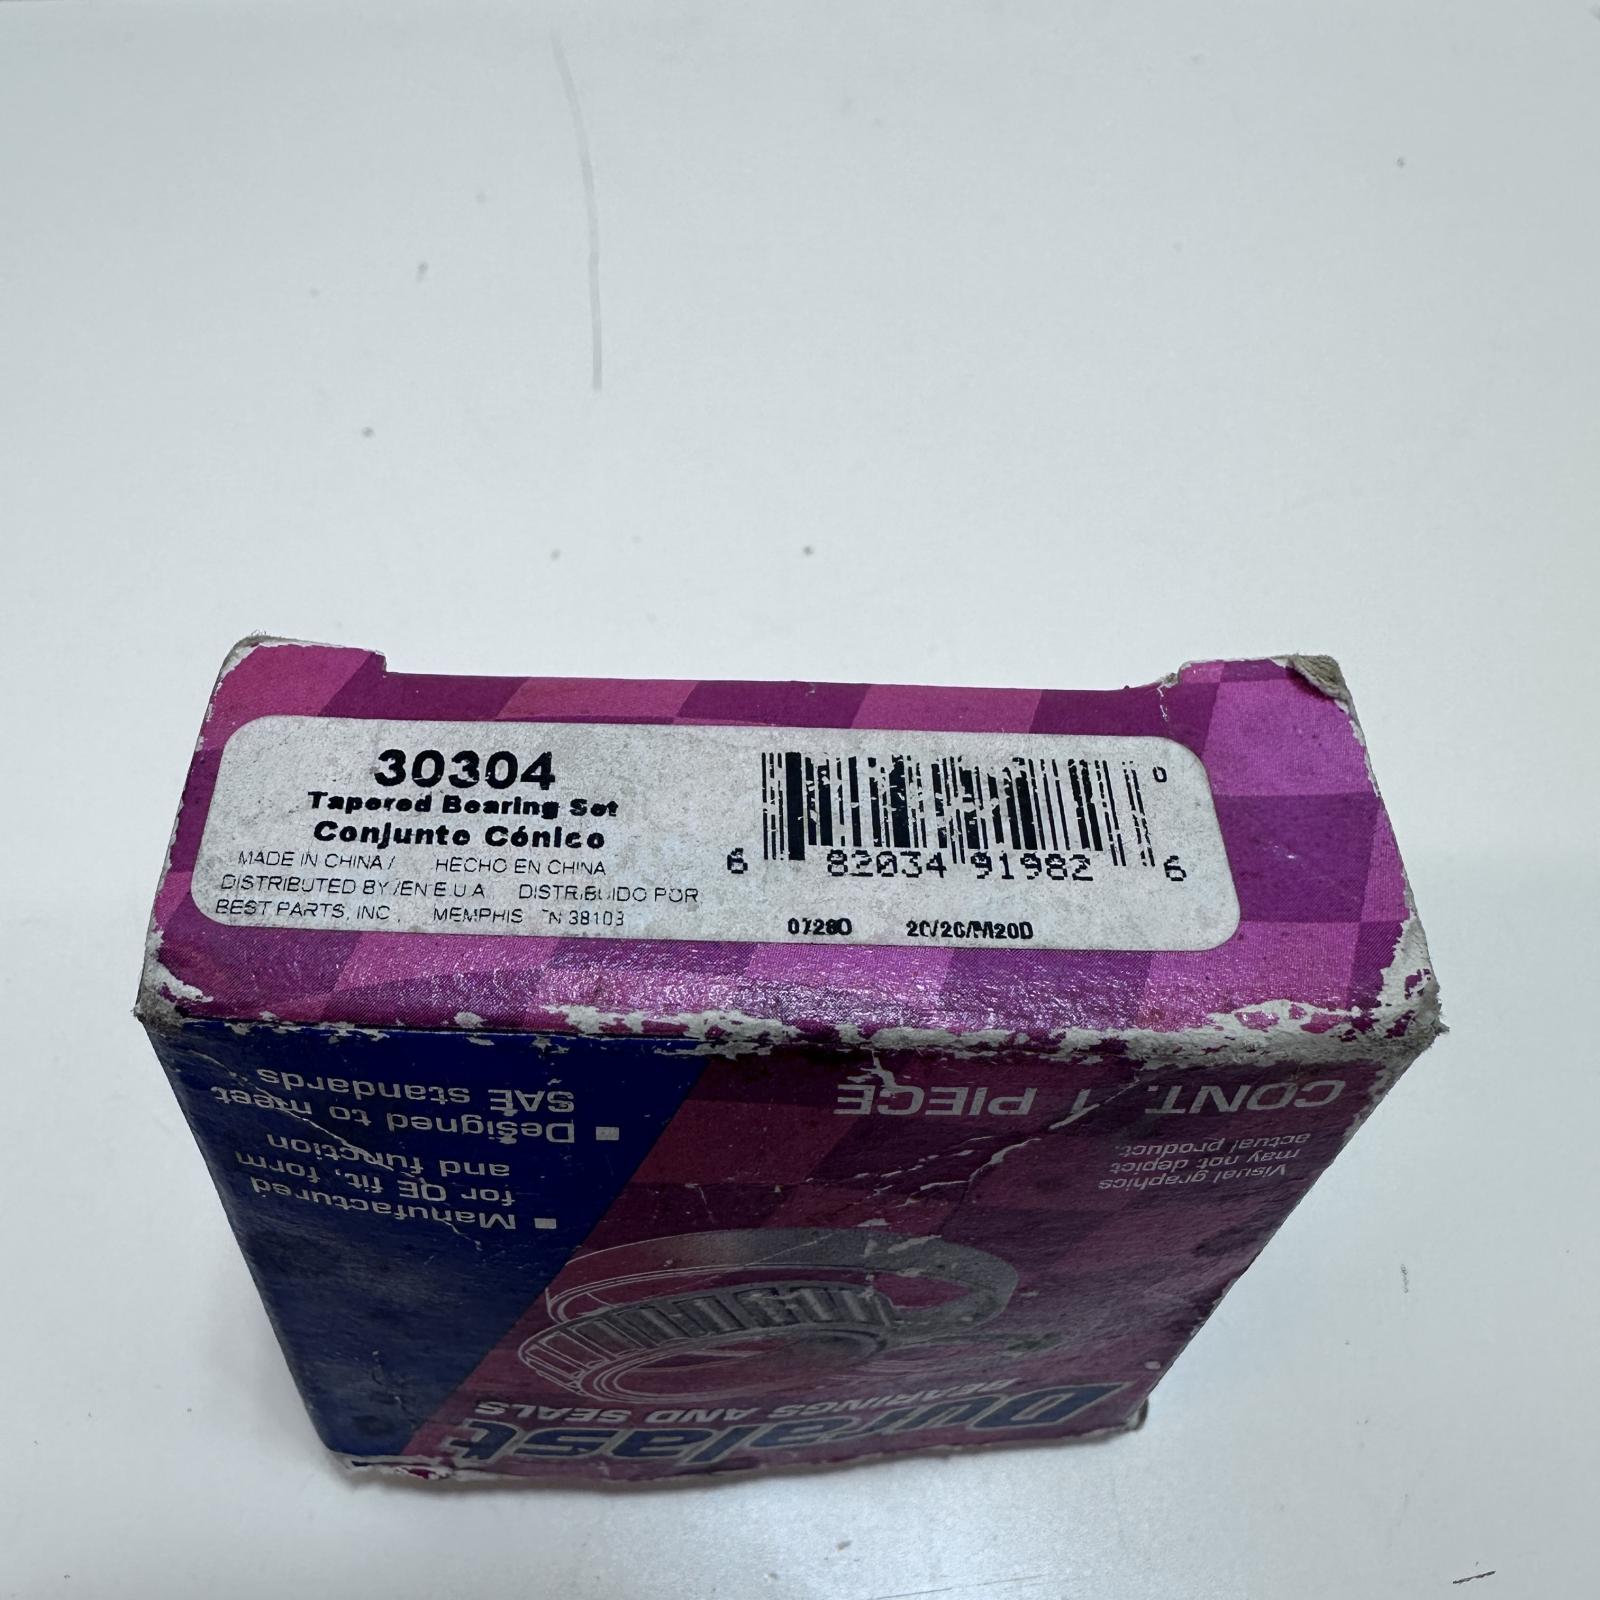 30304
Tapered Bearing Set
Conjunto Cónico
MADE IN CHINA / HECHO EN CHINA
DISTRIBUTED BY /EN E.U.A. DISTRIBUIDO POR
BEST PARTS, INC. MEMPHIS TN 38103
0
6 82034 91982 6
20/20/M20D
CONT. 1 PIECE
Visual graphics
may not depict
actual product.
■ Manufactured
for OE fit, form
and function
■ Designed to meet
SAE standards
Duralast
BEARINGS AND SEALS